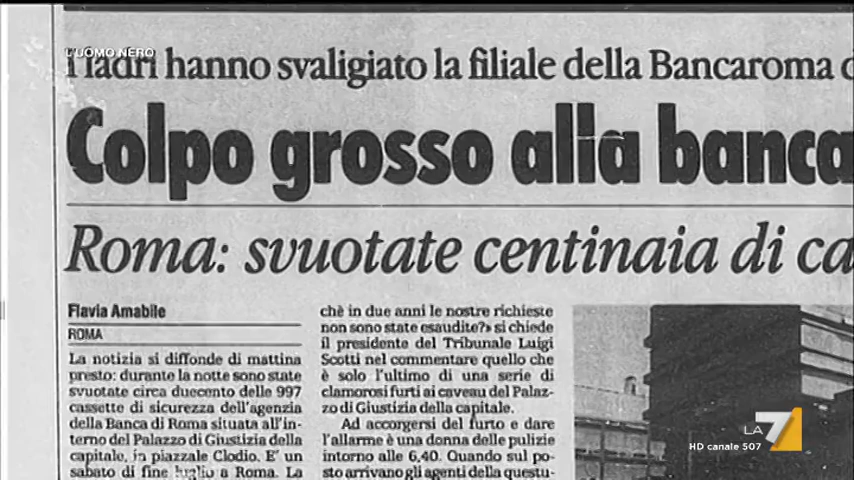 L'UOMO NERO
I ladri hanno svaligiato la filiale della Bancaroma
Colpo grosso alla banca
Roma: svuotate centinaia di ca
Flavia Amabile
ROMA
La notizia si diffonde di mattina
presto: durante la notte sono state
svuotate circa duecento delle 997
cassette di sicurezza dell'agenzia
della Banca di Roma situata all'in-
terno del Palazzo di Giustizia della
capitale, in piazzale Clodio. E' un
sabato di fine luglio a Roma. La
chè in due anni le nostre richieste
non sono state esaudite?» si chiede
il presidente del Tribunale Luigi
Scotti nel commentare quello che
è solo l'ultimo di una serie di
clamorosi furti ai caveau del Palaz-
zo di Giustizia della capitale.
Ad accorgersi del furto e dare
l'allarme è una donna delle pulizie
intorno alle 6,40. Quando sul po-
sto arrivano gli agenti della questu-
LA 7
HD canale 507